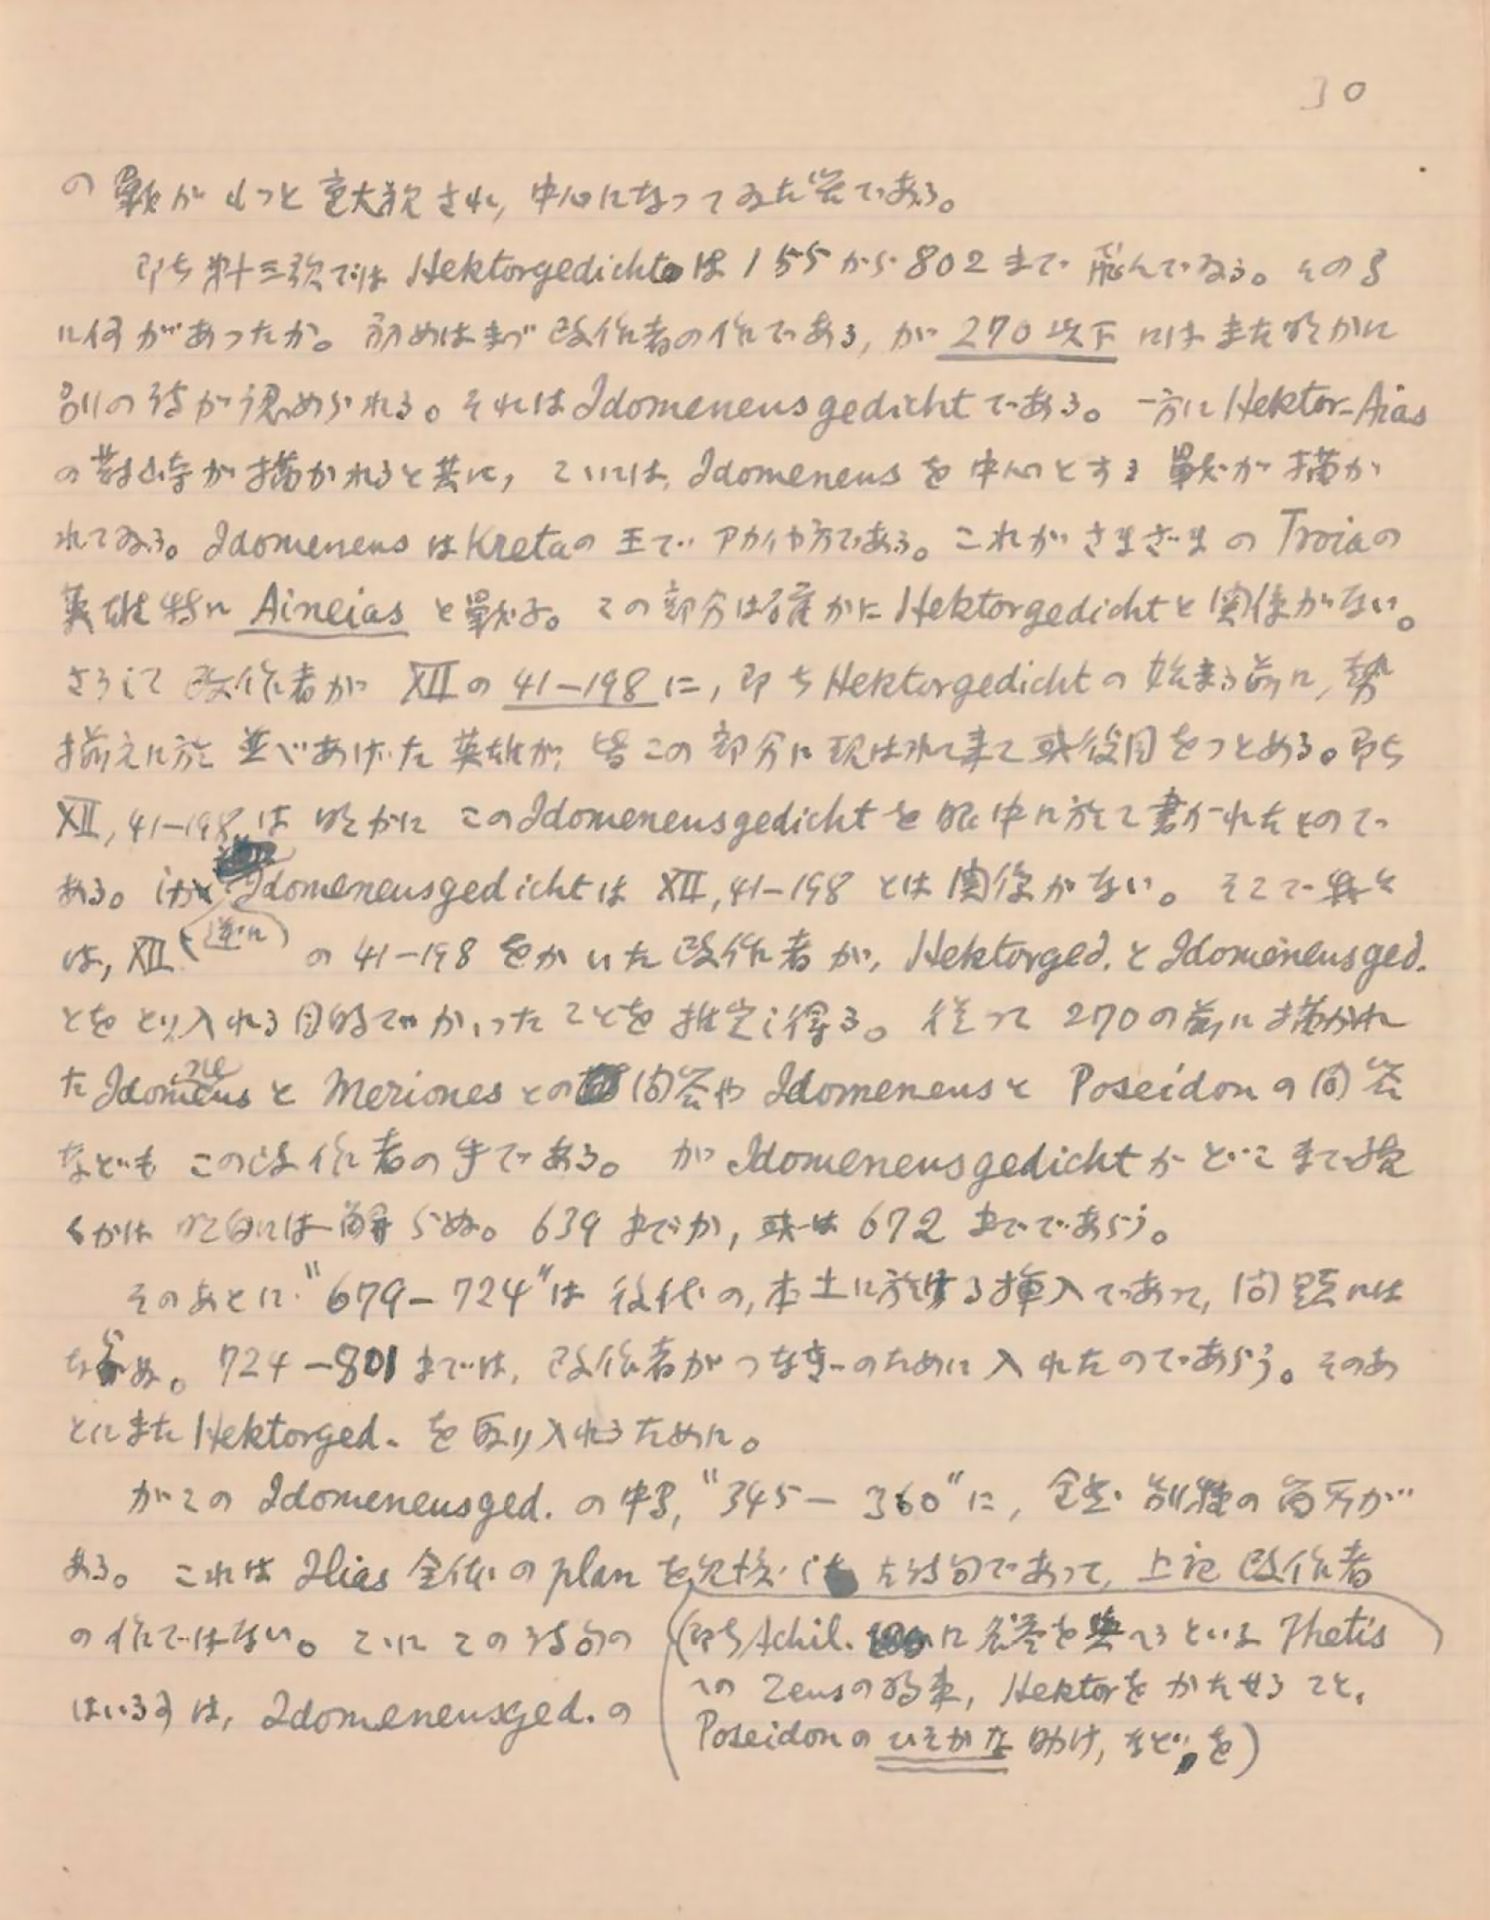 30
の戰がもつと重大視され, 中心になつてゐた筈である。
即ち第十三歌では Hektorgedicht は 155 から 802 まで飛んでゐる。その間
に何があつたか。初めはまづ改作者の作である, が 270 以下にはまた明かに
別の詩が認められる。それは Idomeneusgedicht である。一方に Hektor-Aias
の対峙が描かれると共に, こゝには, Idomeneus を中心とする戰が描か
れてゐる。Idomeneus は Kreta の王で アカイヤ方である。これがさまざまの Troia の
英雄特に Aineias と戰ふ。この部分は確かに Hektorgedicht と関係がない。
さうして改作者が XII の 41–198 に, 即ち Hektorgedicht の始まる前に, 勢
揃えに於て並べあげた英雄が, 皆この部分に現はれて来て或役目をつとめる。即ち
XII, 41–198 は明かにこの Idomeneusgedicht を眼中に於て書かれたもので
ある。逆に Idomeneusgedicht は XII, 41–198 とは関係がない。そこで我々
は, XII の 41–198 をかいた改作者が, Hektorged. と Idomeneusged.
とをとり入れる目的でかいたことを推定し得る。従つて 270 の前に描かれ
た Idomeneus と Meriones との問答や Idomeneus と Poseidon の問答
なども この改作者の手である。が Idomeneusgedicht がどこまで続
くかは明白には解らぬ。639 までか, 或は 672 までであらう。
そのあとに “679–724” は後代の, 本土に於ける挿入であつて, 問題には
ならぬ。724–801 までは, 改作者がつなぎのために入れたのであらう。そのあ
とにまた Hektorged. を取り入れるために。
がこの Idomeneusged. の中間, “345–360” に, 全然別種の箇所が
ある。これは Ilias 全体の plan を した詩句であつて, 上記改作者
の作ではない。こゝにこの詩句の
はいるのは, Idomeneusged. の
(即ち Achil. に名誉を與へるといふ Thetis
への Zeus の約束, Hektor をかたせること,
Poseidon の ひそかな 助け, などを)